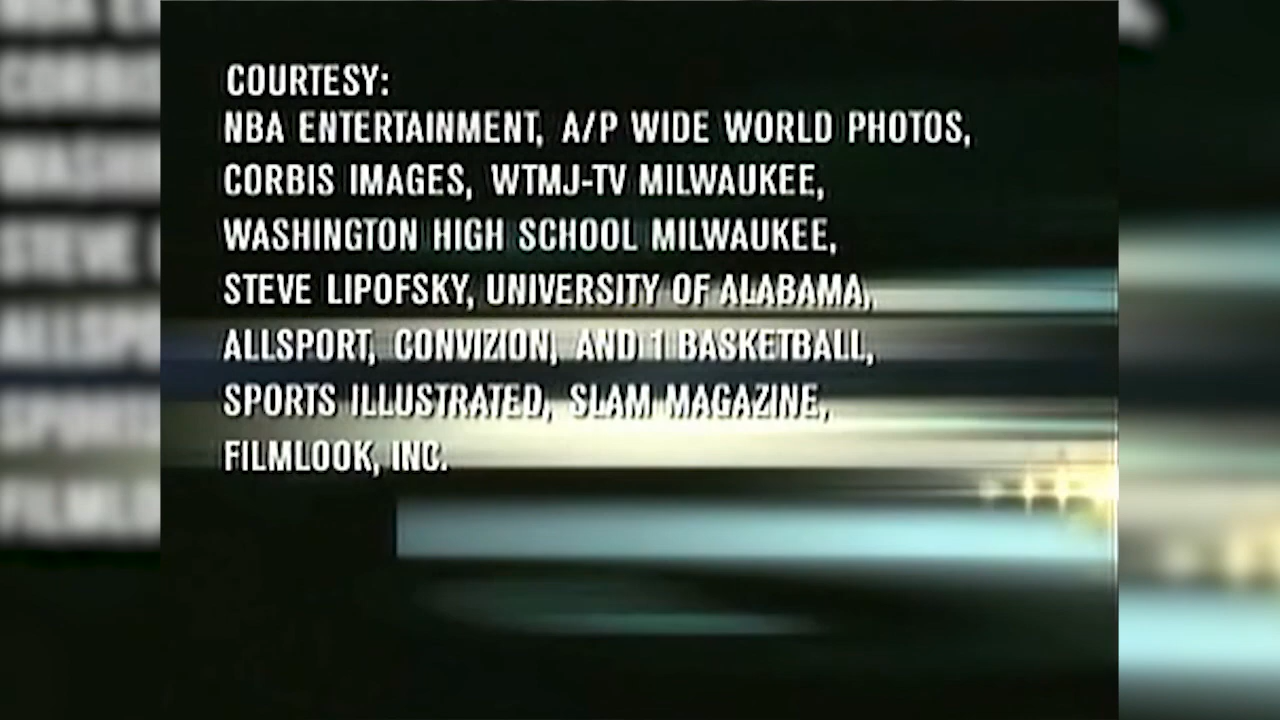 COURTESY:
NBA ENTERTAINMENT, A/P WIDE WORLD PHOTOS,
CORBIS IMAGES, WTMJ-TV MILWAUKEE,
WASHINGTON HIGH SCHOOL MILWAUKEE,
STEVE LIPOFSKY, UNIVERSITY OF ALABAMA,
ALLSPORT, CONVIZION, AND 1 BASKETBALL,
SPORTS ILLUSTRATED, SLAM MAGAZINE,
FILMLOOK, INC.